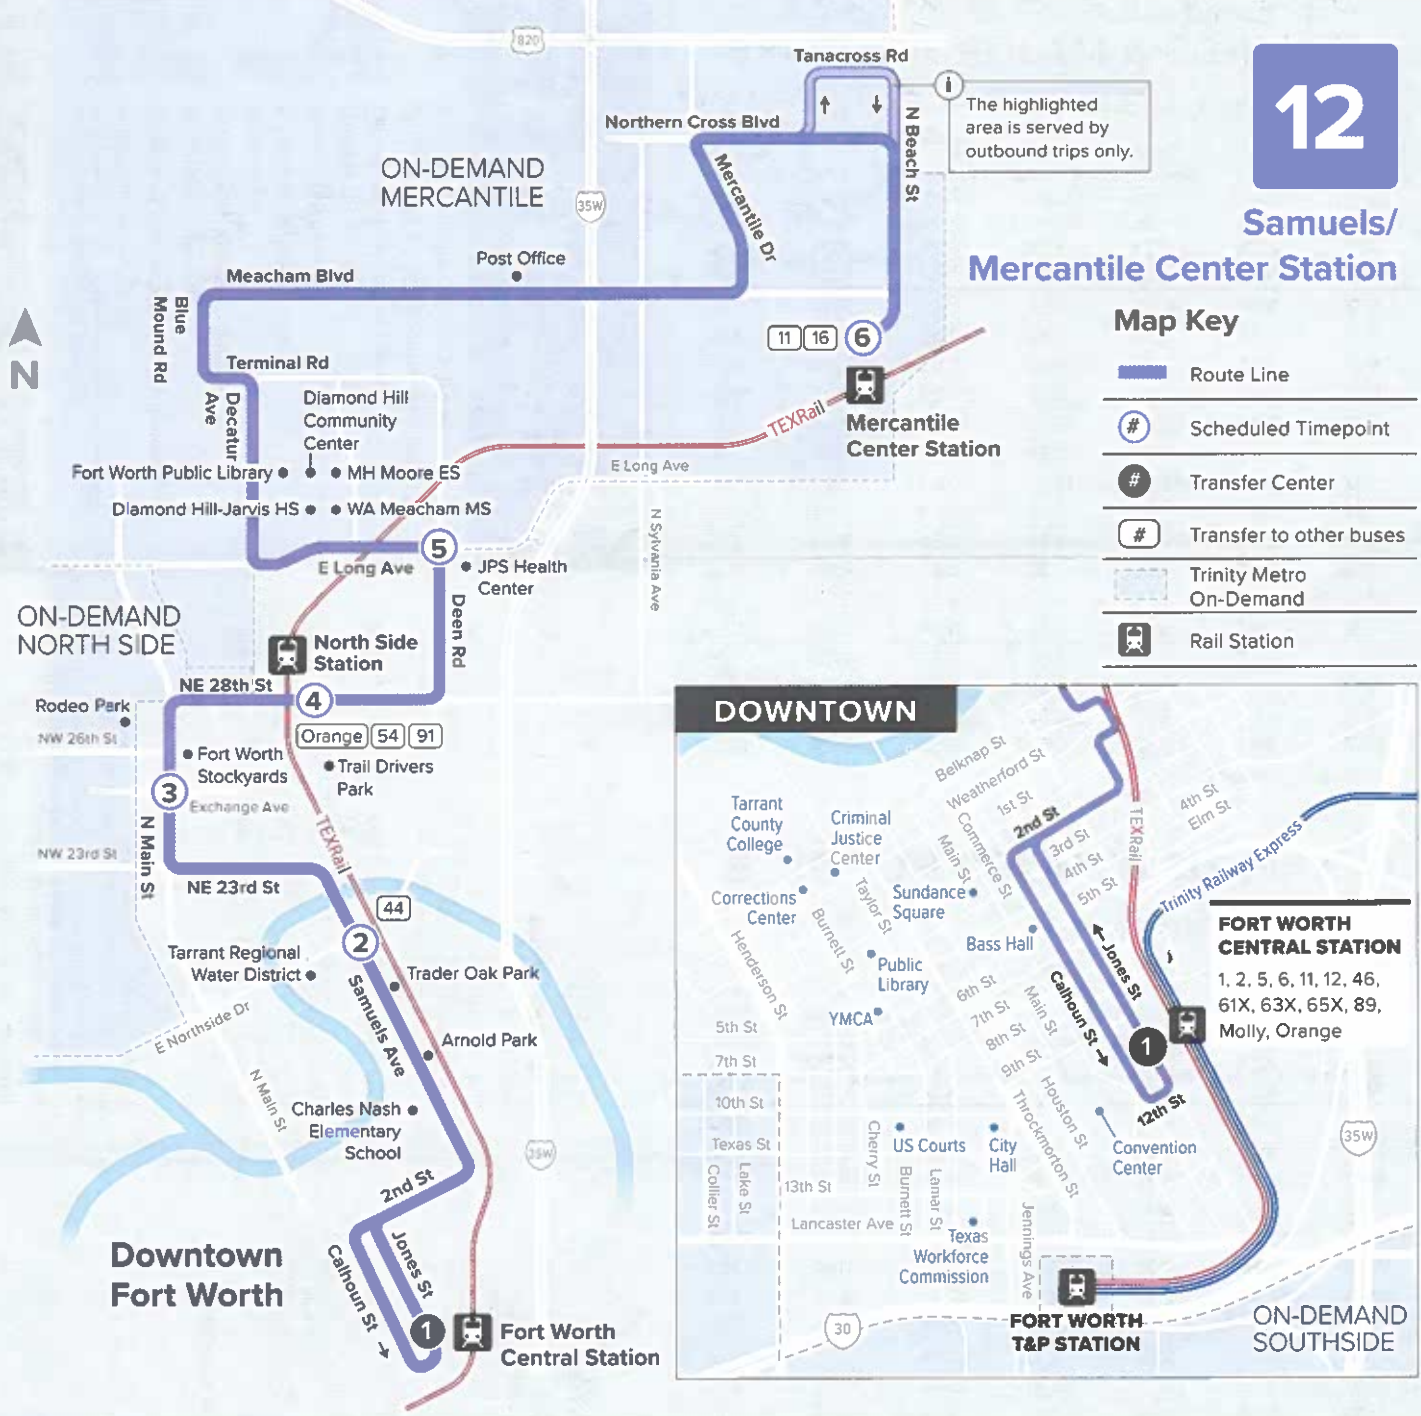 820
Tanacross Rd
i
The highlighted
area is served by
outbound trips only.
12
Northern Cross Blvd
N Beach St
ON-DEMAND
MERCANTILE
35W
Mercantile Dr
Samuels/
Mercantile Center Station
Post Office
Meacham Blvd
Blue
Mound Rd
N
11
16
6
Map Key
Route Line
#
Scheduled Timepoint
#
Transfer Center
#
Transfer to other buses
Trinity Metro
On-Demand
Rail Station
Terminal Rd
Decatur
Ave
Diamond Hill
Community
Center
TEXRail
Mercantile
Center Station
Fort Worth Public Library
MH Moore ES
E Long Ave
Diamond Hill-Jarvis HS
WA Meacham MS
N Sylvania Ave
5
E Long Ave
JPS Health
Center
Deen Rd
ON-DEMAND
NORTH SIDE
North Side
Station
NE 28th St
4
Rodeo Park
NW 26th St
Orange
54
91
Fort Worth
Stockyards
Trail Drivers
Park
3
Exchange Ave
TEXRail
N Main St
NW 23rd St
NE 23rd St
44
2
Tarrant Regional
Water District
Trader Oak Park
Samuels Ave
E Northside Dr
Arnold Park
N Main St
Charles Nash
Elementary
School
35W
2nd St
Jones St
Calhoun St
Downtown
Fort Worth
1
Fort Worth
Central Station
DOWNTOWN
Belknap St
Weatherford St
1st St
2nd St
3rd St
4th St
5th St
4th St
Elm St
TEXRail
Trinity Railway Express
Tarrant
County
College
Criminal
Justice
Center
Commerce St
Main St
Corrections
Center
Taylor St
Sundance
Square
Burnett St
Henderson St
Bass Hall
Public
Library
YMCA
Jones St
Calhoun St
FORT WORTH
CENTRAL STATION
1, 2, 5, 6, 11, 12, 46,
61X, 63X, 65X, 89,
Molly, Orange
1
6th St
7th St
8th St
9th St
Main St
Houston St
Throckmorton St
12th St
5th St
7th St
10th St
Texas St
Collier St
Lake St
13th St
Cherry St
Burnett St
Lamar St
US Courts
City
Hall
Convention
Center
35W
Lancaster Ave
Texas
Workforce
Commission
Jennings Ave
30
FORT WORTH
T&P STATION
ON-DEMAND
SOUTHSIDE